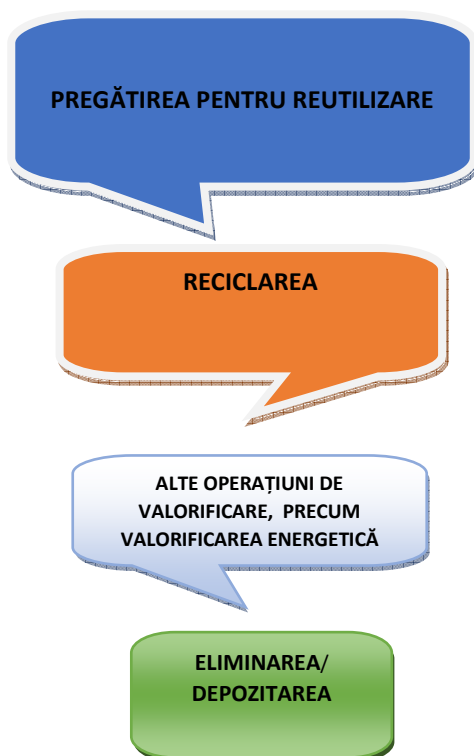 PREGĂTIREA PENTRU REUTILIZARE
RECICLAREA
ALTE OPERAȚIUNI DE
VALORIFICARE, PRECUM
VALORIFICAREA ENERGETICĂ
ELIMINAREA/
DEPOZITAREA